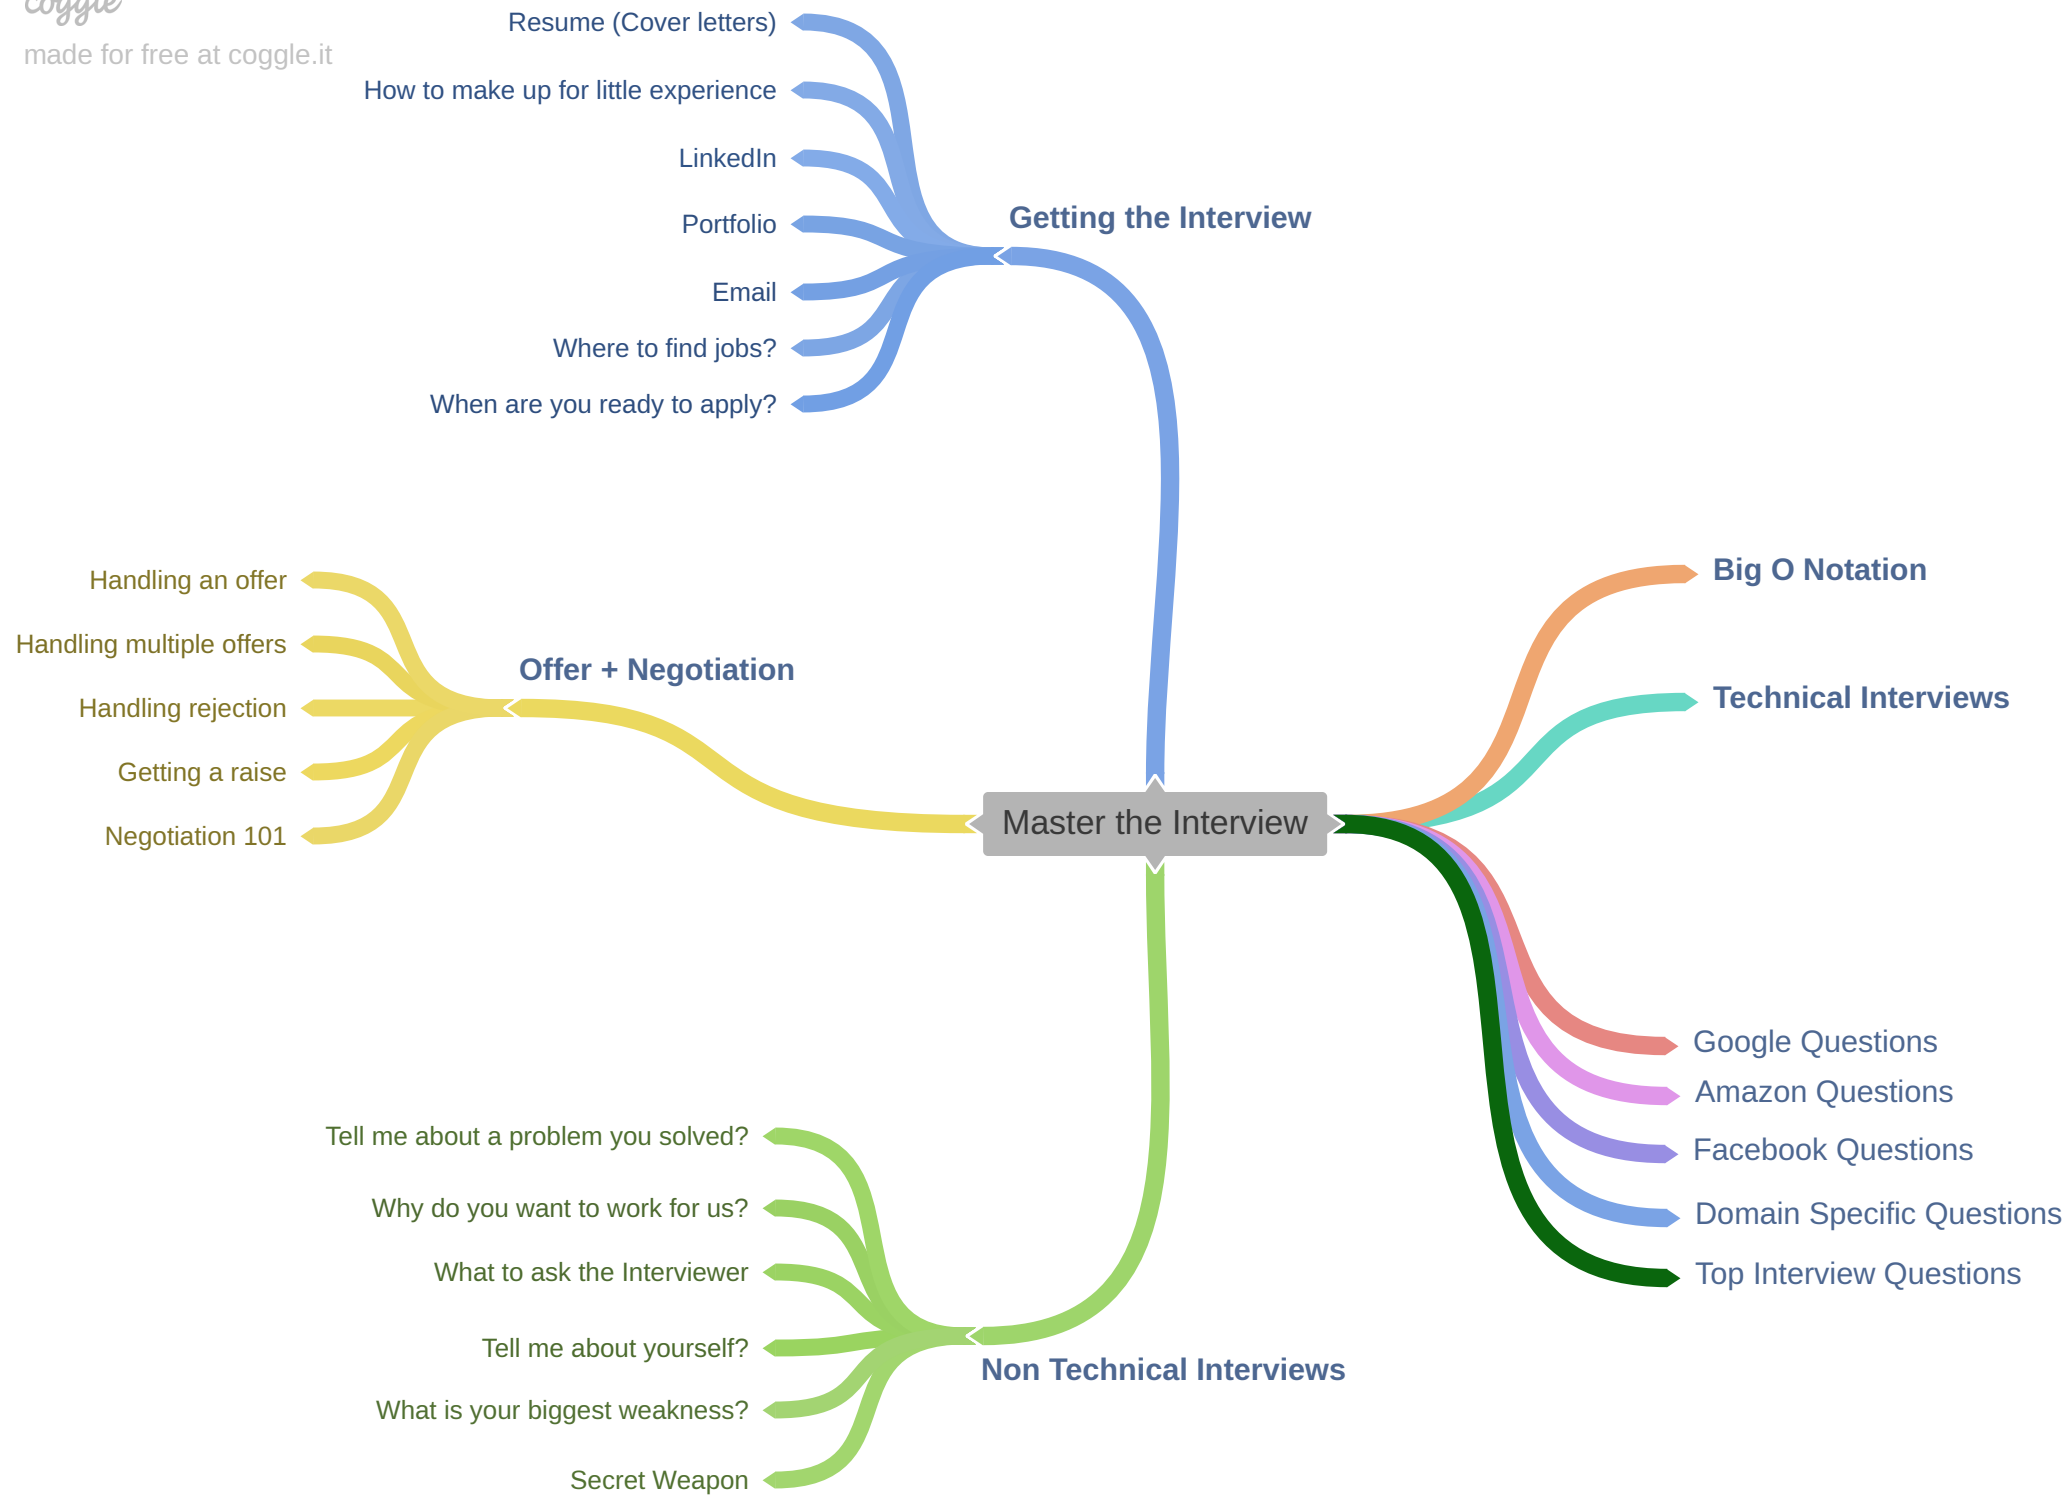 coggle
made for free at coggle.it
Resume (Cover letters)
How to make up for little experience
LinkedIn
Portfolio
Email
Where to find jobs?
When are you ready to apply?
Getting the Interview
Handling an offer
Handling multiple offers
Handling rejection
Getting a raise
Negotiation 101
Offer + Negotiation
Master the Interview
Big O Notation
Technical Interviews
Google Questions
Amazon Questions
Facebook Questions
Domain Specific Questions
Top Interview Questions
Tell me about a problem you solved?
Why do you want to work for us?
What to ask the Interviewer
Tell me about yourself?
What is your biggest weakness?
Secret Weapon
Non Technical Interviews